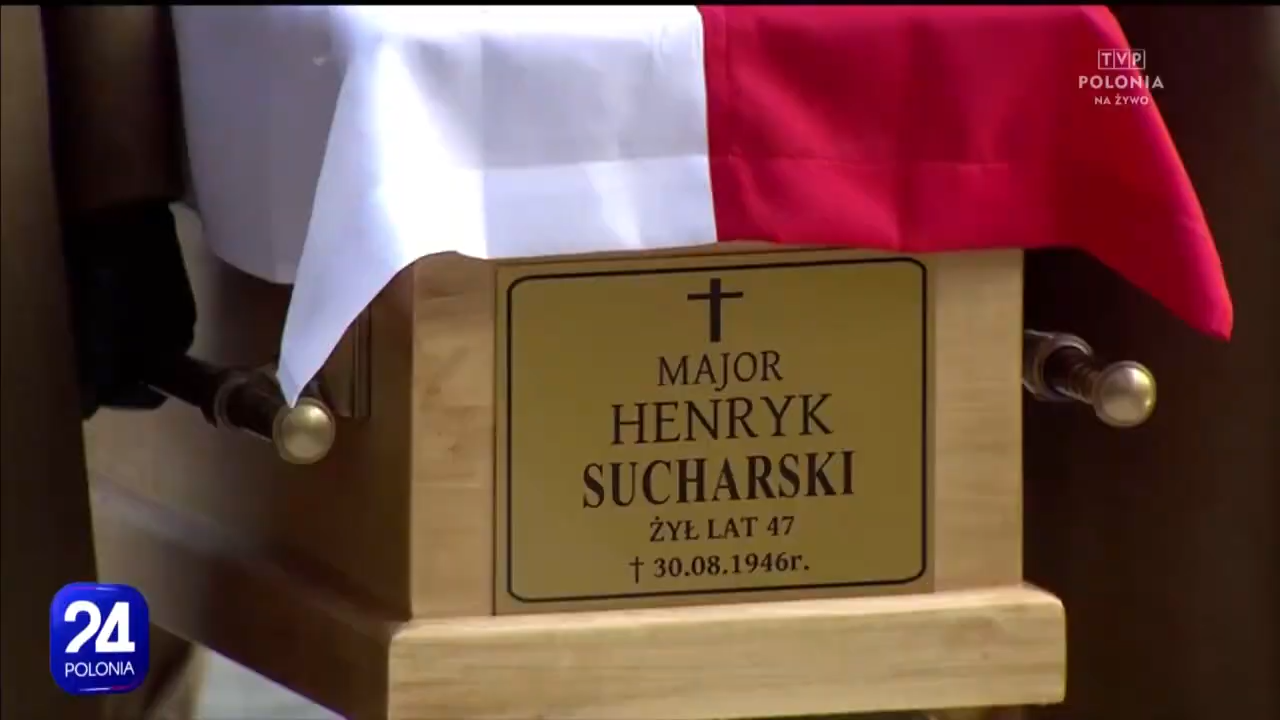 TVP
POLONIA
NA ŻYWO
MAJOR
HENRYK
SUCHARSKI
ŻYŁ LAT 47
† 30.08.1946r.
24
POLONIA